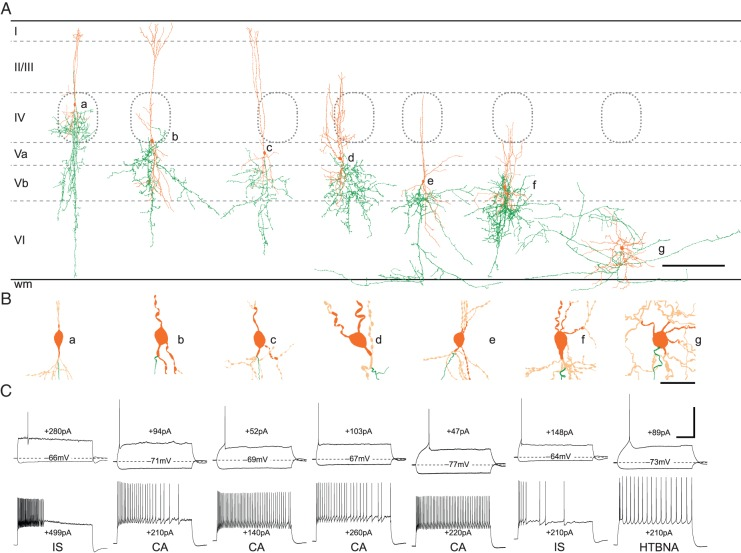 A
I
II/III
IV
a
b
Va
c
d
Vb
e
f
VI
g
wm
B
a
b
c
d
e
f
g
C
+280pA
+94pA
+52pA
+103pA
+47pA
+148pA
+89pA
–66mV
–71mV
–69mV
–67mV
–77mV
–64mV
–73mV
+499pA
+210pA
+140pA
+260pA
+220pA
+210pA
+210pA
IS
CA
CA
CA
CA
IS
HTBNA